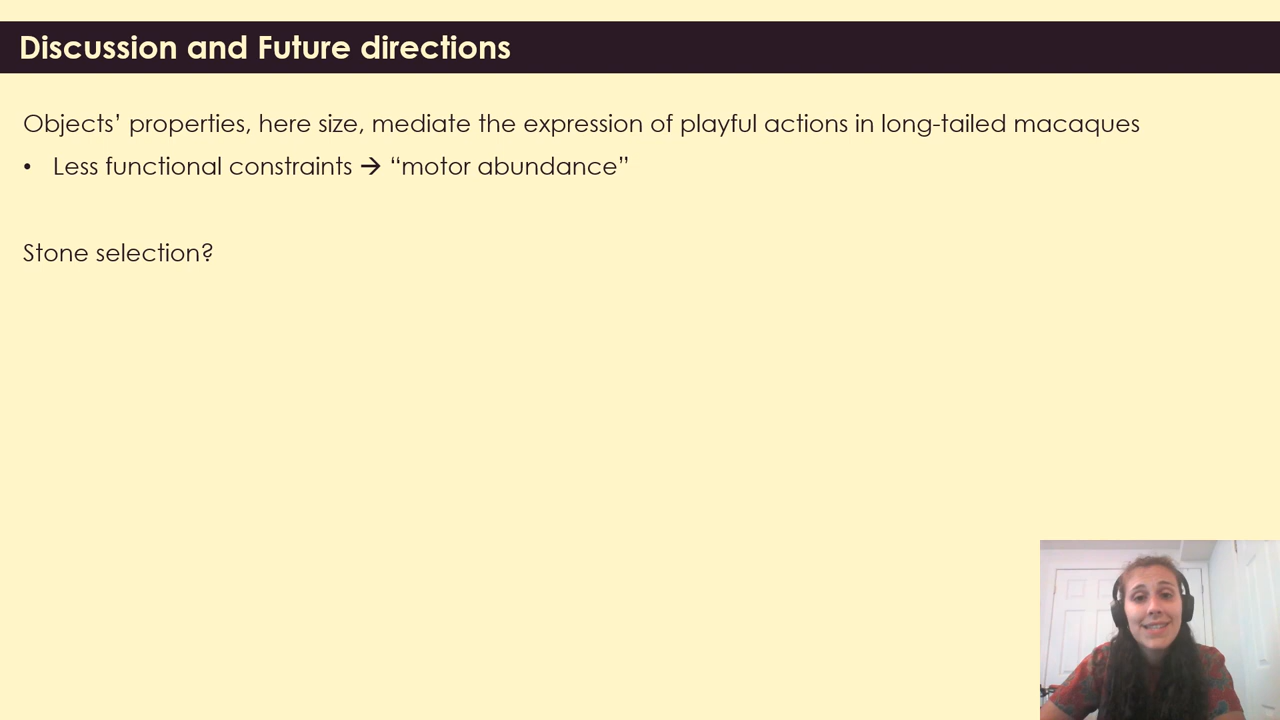 Discussion and Future directions
Objects’ properties, here size, mediate the expression of playful actions in long-tailed macaques
• Less functional constraints → “motor abundance”
Stone selection?